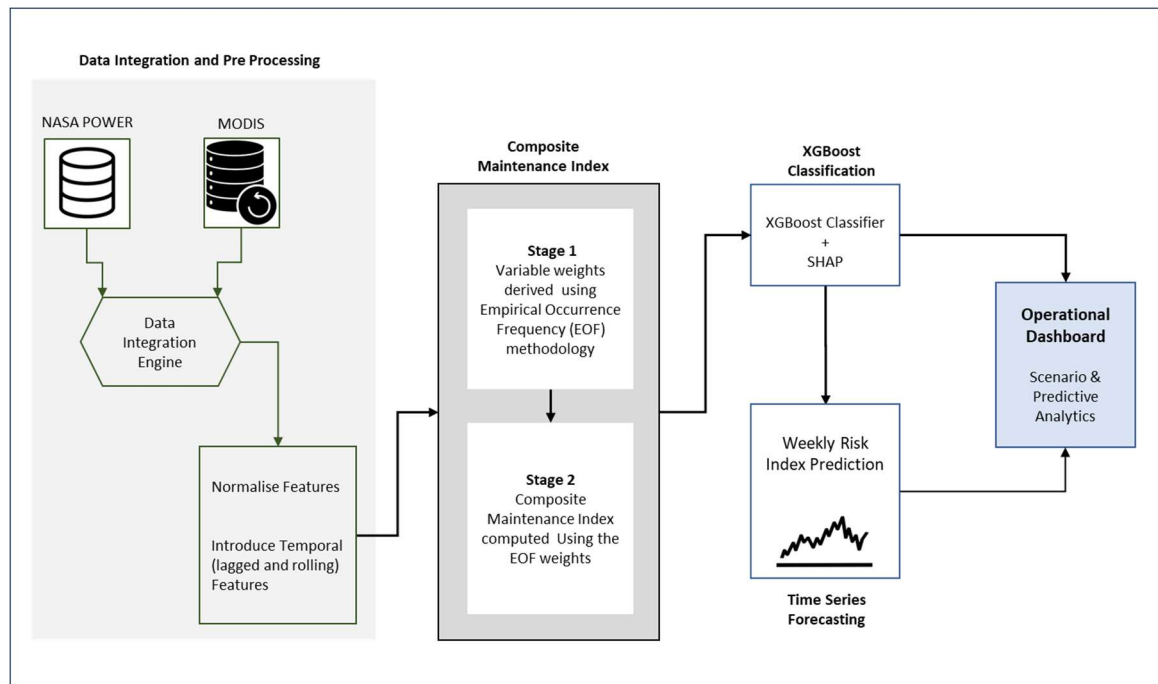 Data Integration and Pre Processing
NASA POWER
MODIS
Data
Integration
Engine
Normalise Features
Introduce Temporal
(lagged and rolling)
Features
Composite
Maintenance Index
Stage 1
Variable weights
derived using
Empirical Occurrence
Frequency (EOF)
methodology
Stage 2
Composite
Maintenance Index
computed Using the
EOF weights
XGBoost
Classification
XGBoost Classifier
+
SHAP
Weekly Risk
Index Prediction
Time Series
Forecasting
Operational
Dashboard
Scenario &
Predictive
Analytics